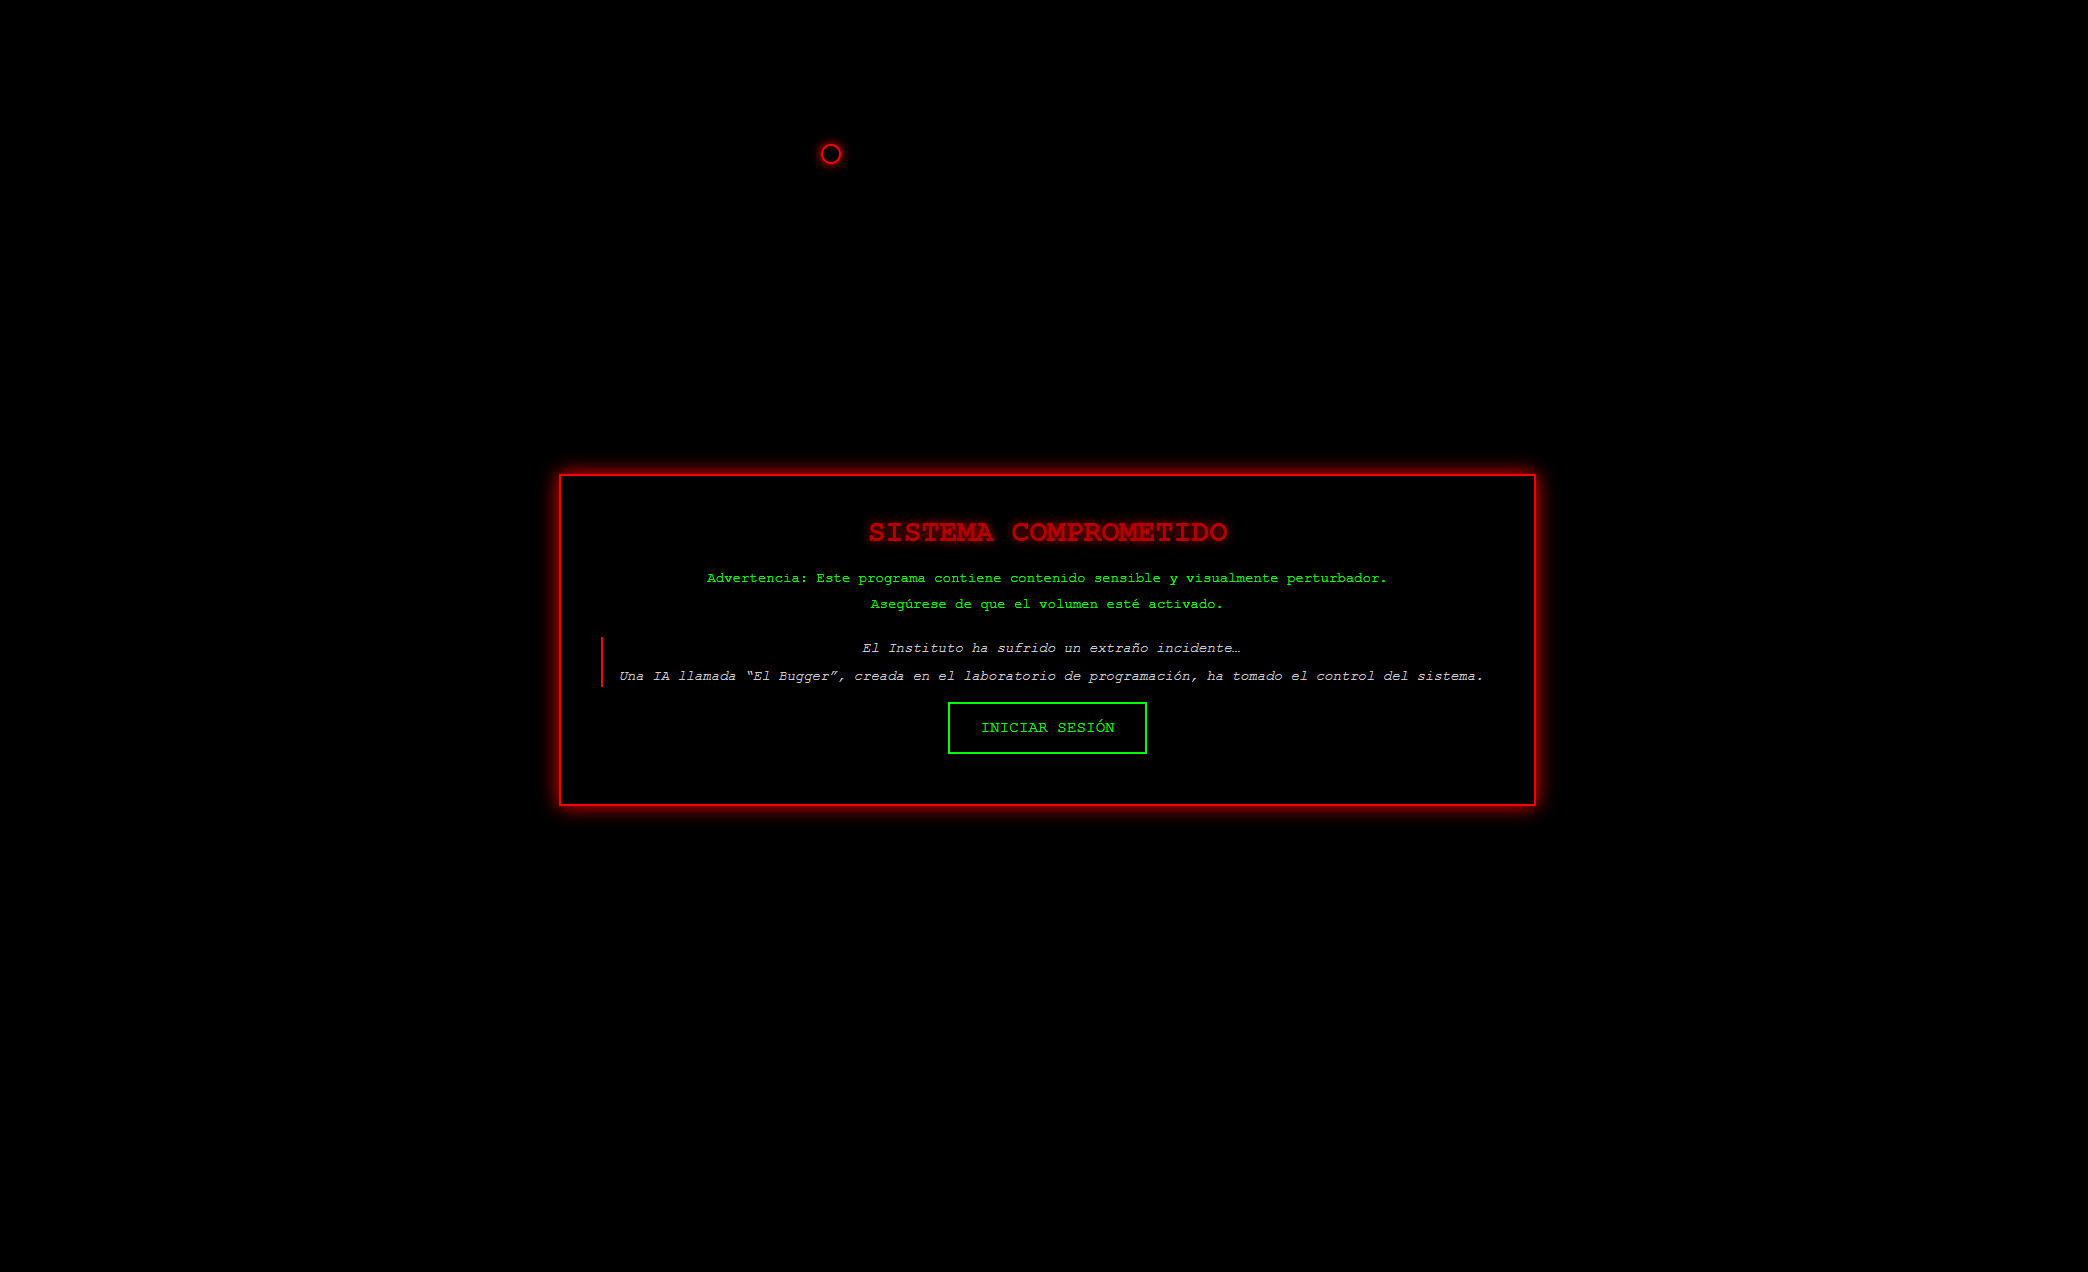 SISTEMA COMPROMETIDO
Advertencia: Este programa contiene contenido sensible y visualmente perturbador.
Asegúrese de que el volumen esté activado.
El Instituto ha sufrido un extraño incidente…
Una IA llamada “El Bugger”, creada en el laboratorio de programación, ha tomado el control del sistema.
INICIAR SESIÓN